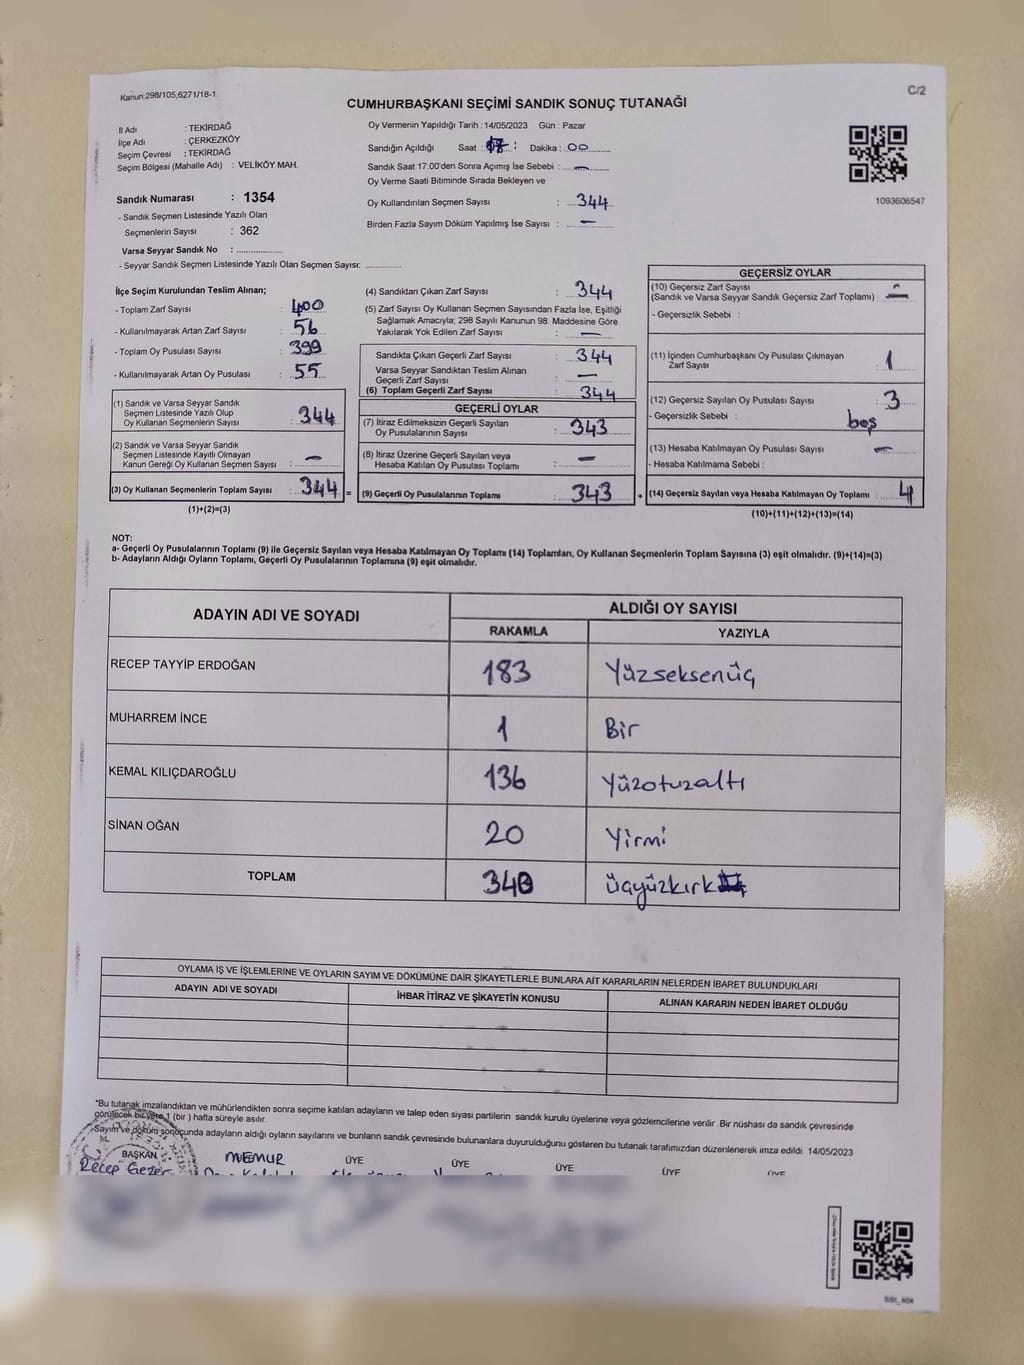 Kanun:298/105,6271/18-1
C/2
CUMHURBAŞKANI SEÇİMİ SANDIK SONUÇ TUTANAĞI
İl Adı : TEKİRDAĞ
İlçe Adı : ÇERKEZKÖY
Seçim Çevresi : TEKİRDAĞ
Seçim Bölgesi (Mahalle Adı) : VELİKÖY MAH.
Sandık Numarası : 1354
- Sandık Seçmen Listesinde Yazılı Olan
Seçmenlerin Sayısı : 362
Varsa Seyyar Sandık No :
- Seyyar Sandık Seçmen Listesinde Yazılı Olan Seçmen Sayısı:
Oy Vermenin Yapıldığı Tarih : 14/05/2023 Gün : Pazar
Sandığın Açıldığı Saat : Dakika : 00
Sandık Saat 17:00'den Sonra Açımış İse Sebebi : —
Oy Verme Saati Bitiminde Sırada Bekleyen ve
Oy Kullandırılan Seçmen Sayısı : 344
Birden Fazla Sayım Döküm Yapılmış İse Sayısı : —
1093606547
İlçe Seçim Kurulundan Teslim Alınan;
- Toplam Zarf Sayısı : 400
- Kullanılmayarak Artan Zarf Sayısı : 56
- Toplam Oy Pusulası Sayısı : 399
- Kullanılmayarak Artan Oy Pusulası : 55
(1) Sandık ve Varsa Seyyar Sandık
Seçmen Listesinde Yazılı Olup
Oy Kullanan Seçmenlerin Sayısı : 344
(2) Sandık ve Varsa Seyyar Sandık
Seçmen Listesinde Kayıtlı Olmayan
Kanun Gereği Oy Kullanan Seçmen Sayısı : —
(3) Oy Kullanan Seçmenlerin Toplam Sayısı : 344 =
(1)+(2)=(3)
(4) Sandıktan Çıkan Zarf Sayısı : 344
(5) Zarf Sayısı Oy Kullanan Seçmen Sayısından Fazla İse, Eşitliği
Sağlamak Amacıyla; 298 Sayılı Kanunun 98. Maddesine Göre
Yakılarak Yok Edilen Zarf Sayısı : —
Sandıkta Çıkan Geçerli Zarf Sayısı : 344
Varsa Seyyar Sandıktan Teslim Alınan
Geçerli Zarf Sayısı : —
(6) Toplam Geçerli Zarf Sayısı : 344
GEÇERLİ OYLAR
(7) İtiraz Edilmeksizin Geçerli Sayılan
Oy Pusulalarının Sayısı : 343
(8) İtiraz Üzerine Geçerli Sayılan veya
Hesaba Katılan Oy Pusulası Toplamı : —
(9) Geçerli Oy Pusulalarının Toplamı : 343 +
GEÇERSİZ OYLAR
(10) Geçersiz Zarf Sayısı
(Sandık ve Varsa Seyyar Sandık Geçersiz Zarf Toplamı) : —
- Geçersizlik Sebebi :
(11) İçinden Cumhurbaşkanı Oy Pusulası Çıkmayan
Zarf Sayısı : 1
(12) Geçersiz Sayılan Oy Pusulası Sayısı : 3
- Geçersizlik Sebebi : boş
(13) Hesaba Katılmayan Oy Pusulası Sayısı : —
- Hesaba Katılmama Sebebi :
(14) Geçersiz Sayılan veya Hesaba Katılmayan Oy Toplamı : 4
(10)+(11)+(12)+(13)=(14)
NOT:
a- Geçerli Oy Pusulalarının Toplamı (9) ile Geçersiz Sayılan veya Hesaba Katılmayan Oy Toplamı (14) Toplamları, Oy Kullanan Seçmenlerin Toplam Sayısına (3) eşit olmalıdır. (9)+(14)=(3)
b- Adayların Aldığı Oyların Toplamı, Geçerli Oy Pusulalarının Toplamına (9) eşit olmalıdır.
ADAYIN ADI VE SOYADI
ALDIĞI OY SAYISI
RAKAMLA YAZIYLA
RECEP TAYYİP ERDOĞAN 183 Yüzseksenüç
MUHARREM İNCE 1 Bir
KEMAL KILIÇDAROĞLU 136 Yüzotuzaltı
SİNAN OĞAN 20 Yirmi
TOPLAM 340 üçyüzkırk
OYLAMA İŞ VE İŞLEMLERİNE VE OYLARIN SAYIM VE DÖKÜMÜNE DAİR ŞİKAYETLERLE BUNLARA AİT KARARLARIN NELERDEN İBARET BULUNDUKLARI
ADAYIN ADI VE SOYADI İHBAR İTİRAZ VE ŞİKAYETİN KONUSU ALINAN KARARIN NEDEN İBARET OLDUĞU
"Bu tutanak imzalandıktan ve mühürlendikten sonra seçime katılan adayların ve talep eden siyasi partilerin sandık kurulu üyelerine veya gözlemcilerine verilir .Bir nüshası da sandık çevresinde
görülecek bir yere 1 (bir ) hafta süreyle asılır.
Sayım ve döküm sonucunda adayların aldığı oyların sayılarını ve bunların sandık çevresinde bulunanlara duyurulduğunu gösteren bu tutanak tarafımızdan düzenlenerek imza edildi. 14/05/2023
BAŞKAN MEMUR ÜYE ÜYE ÜYE ÜYE ÜYE
Recep Gezer